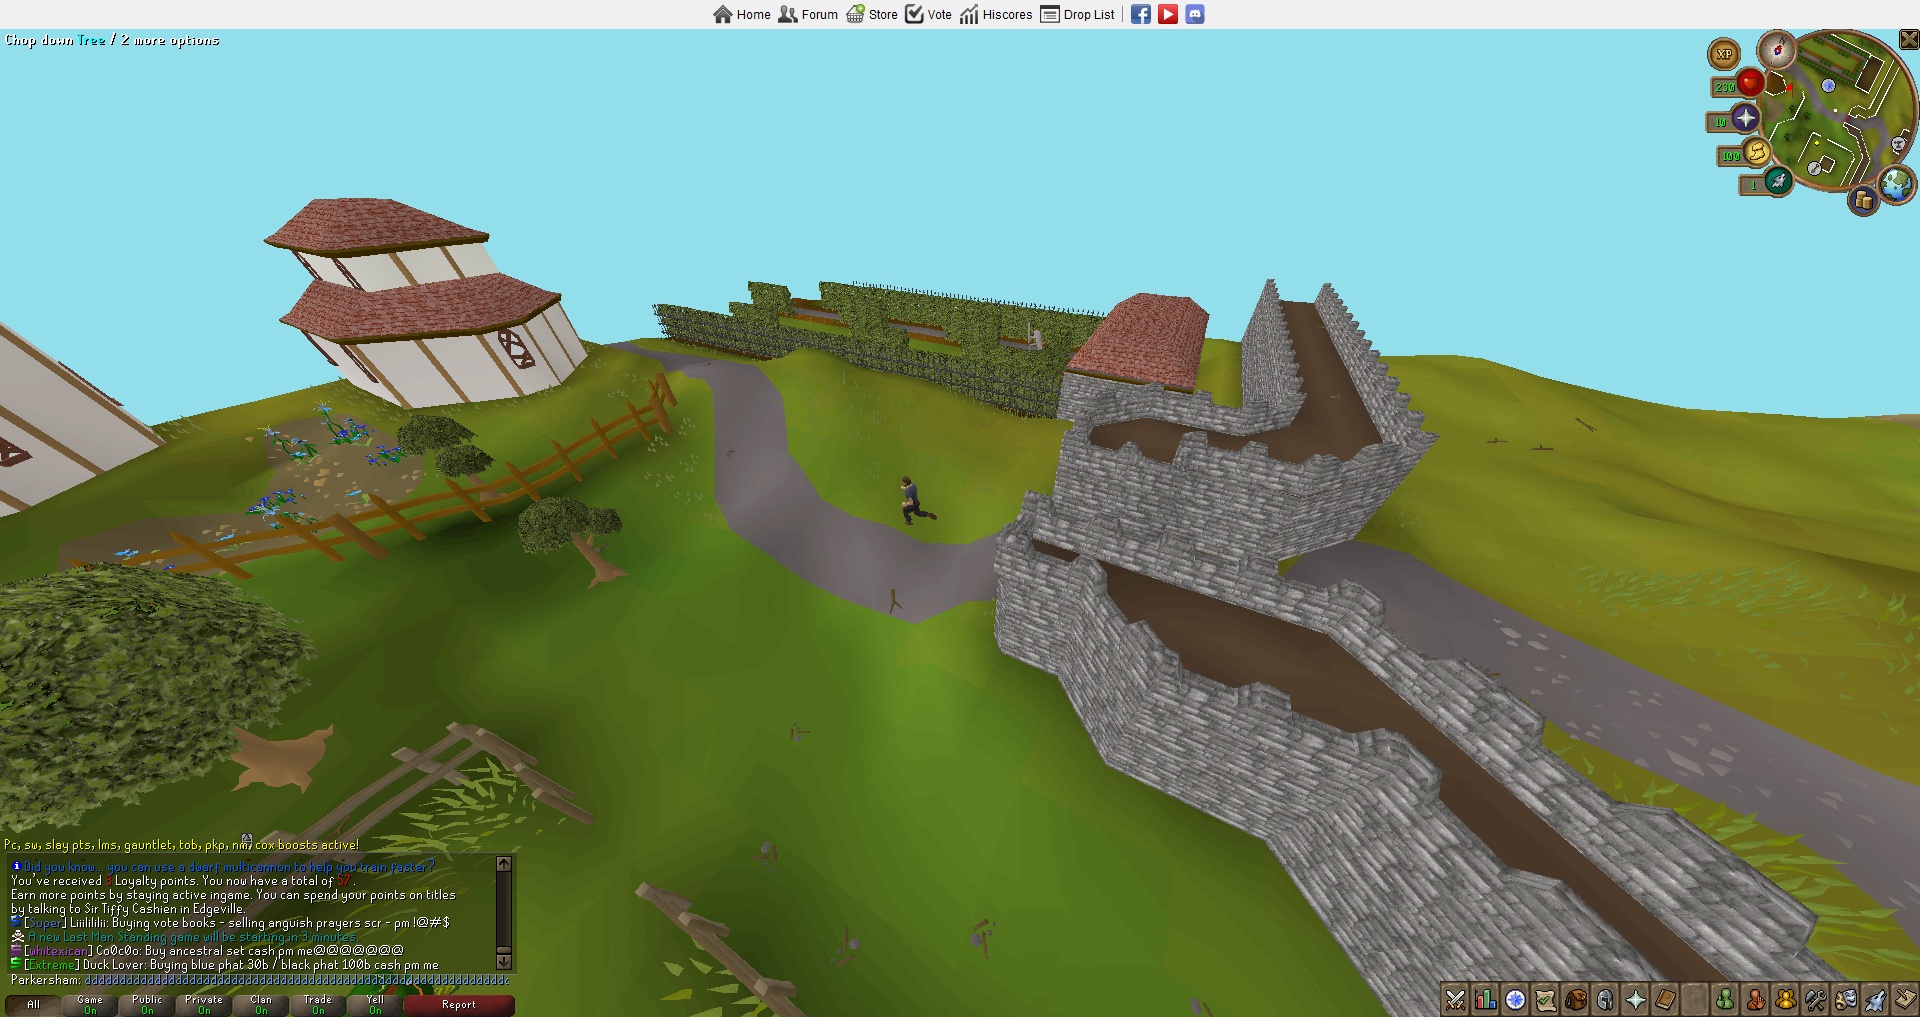 Home Forum Store Vote Hiscores Drop List
Chop down Tree / 2 more options
XP
230
10
100
1
N
Pc, sw, slay pts, lms, gauntlet, tob, pkp, nm, cox boosts active!
Did you know... you can use a dwarf multicannon to help you train faster?
You've received 3 Loyalty points. You now have a total of 57.
Earn more points by staying active ingame. You can spend your points on titles
by talking to Sir Tiffy Cashien in Edgeville.
[Super] Liiililili: Buying vote books - selling anguish prayers scr - pm !@#$
A new Last Man Standing game will be starting in 3 minutes.
[whitexican] Co0c0o: Buy ancestral set cash pm me@@@@@@@
[Extreme] Duck Lover: Buying blue phat 30b / black phat 100b cash pm me
Parkersham:
All Game On Public On Private On Clan On Trade On Yell On Report